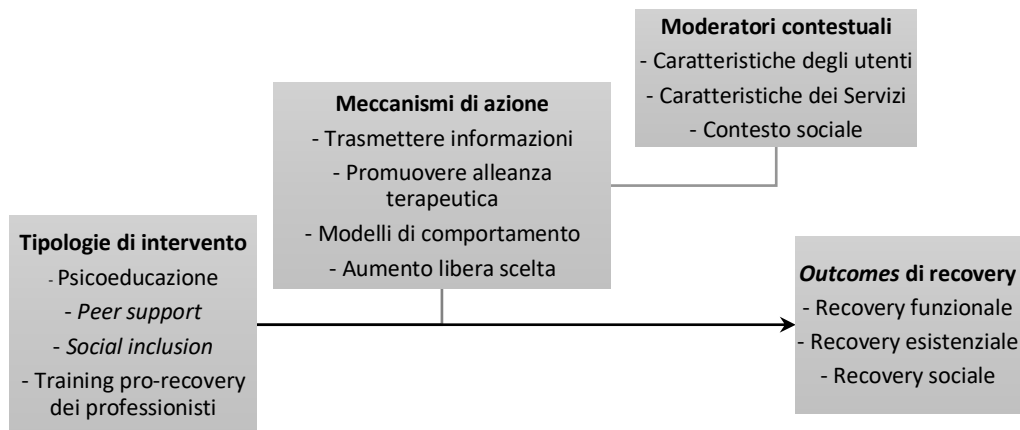 Moderatori contestuali
- Caratteristiche degli utenti
- Caratteristiche dei Servizi
- Contesto sociale
Meccanismi di azione
- Trasmettere informazioni
- Promuovere alleanza
terapeutica
- Modelli di comportamento
- Aumento libera scelta
Tipologie di intervento
- Psicoeducazione
- Peer support
- Social inclusion
- Training pro-recovery
dei professionisti
Outcomes di recovery
- Recovery funzionale
- Recovery esistenziale
- Recovery sociale